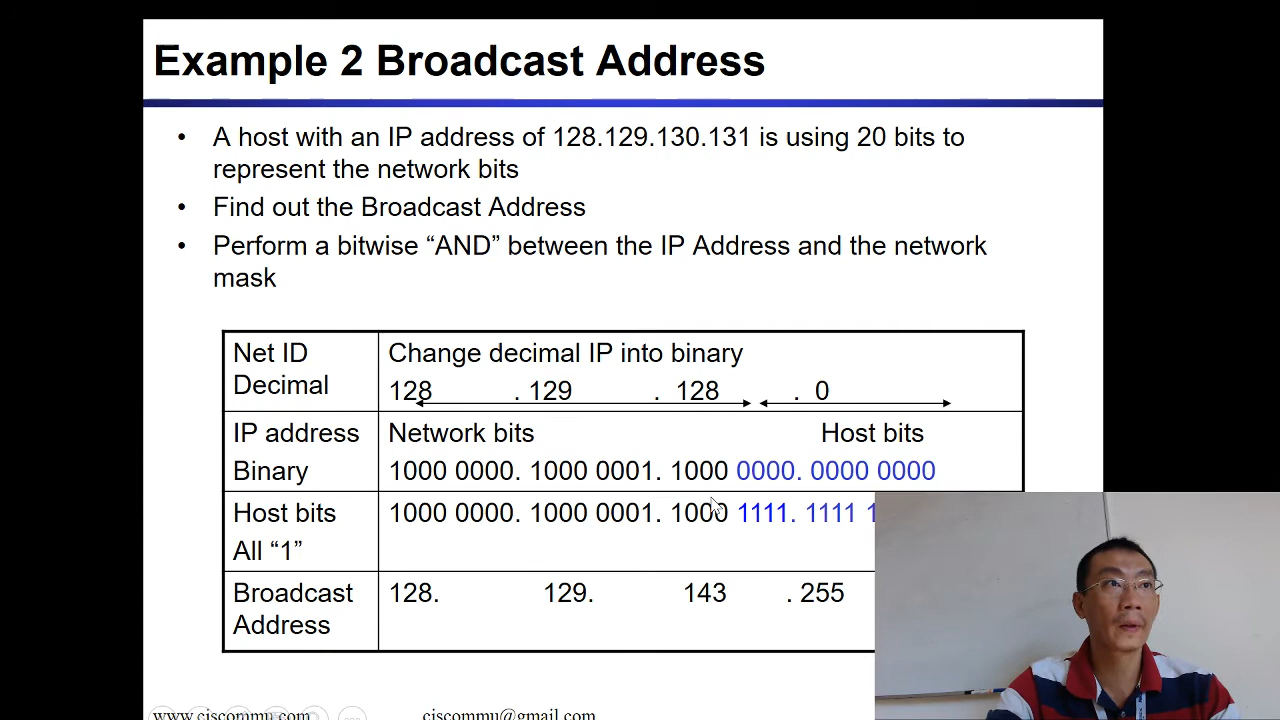 Example 2 Broadcast Address
• A host with an IP address of 128.129.130.131 is using 20 bits to
represent the network bits
• Find out the Broadcast Address
• Perform a bitwise “AND” between the IP Address and the network
mask
Net ID Change decimal IP into binary
Decimal 128 . 129 . 128 . 0
IP address Network bits Host bits
Binary 1000 0000. 1000 0001. 1000 0000. 0000 0000
Host bits 1000 0000. 1000 0001. 1000 1111. 1111 1
All “1”
Broadcast 128. 129. 143 . 255
Address
www.ciscommu.com ciscommu@gmail.com